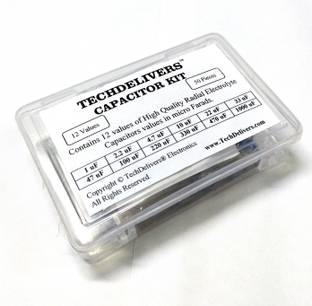 TECHDELIVERS™
CAPACITOR KIT
12 Values
50 Pieces
Contains 12 values of High Quality Radial Electrolyte
Capacitors values in micro Farads.
1 uF 2.2 uF 4.7 uF 10 uF 22 uF 33 uF
47 uF 100 uF 220 uF 330 uF 470 uF 1000 uF
Copyright © TechDelivers® Electronics
All Rights Reserved.
www.TechDelivers.com